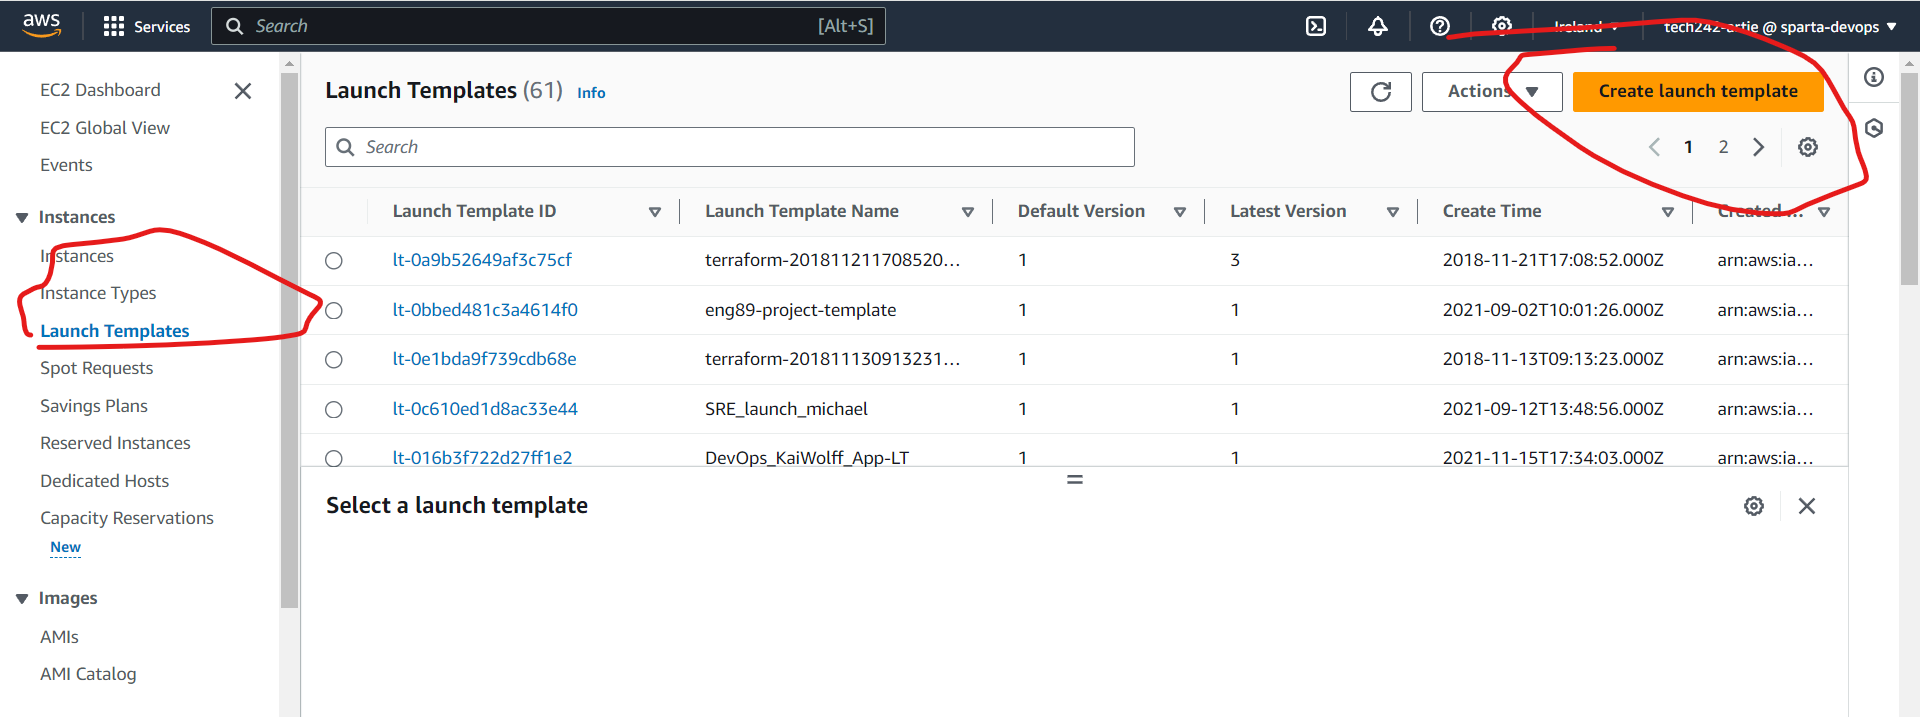 aws Services Search [Alt+S] Ireland tech242-artie @ sparta-devops
EC2 Dashboard
EC2 Global View
Events
Instances
Instances
Instance Types
Launch Templates
Spot Requests
Savings Plans
Reserved Instances
Dedicated Hosts
Capacity Reservations
New
Images
AMIs
AMI Catalog
Launch Templates (61) Info Actions Create launch template
Search 1 2
Launch Template ID Launch Template Name Default Version Latest Version Create Time Created ...
lt-0a9b52649af3c75cf terraform-201811211708520... 1 3 2018-11-21T17:08:52.000Z arn:aws:ia...
lt-0bbed481c3a4614f0 eng89-project-template 1 1 2021-09-02T10:01:26.000Z arn:aws:ia...
lt-0e1bda9f739cdb68e terraform-201811130913231... 1 1 2018-11-13T09:13:23.000Z arn:aws:ia...
lt-0c610ed1d8ac33e44 SRE_launch_michael 1 1 2021-09-12T13:48:56.000Z arn:aws:ia...
lt-016b3f722d27ff1e2 DevOps_KaiWolff_App-LT 1 1 2021-11-15T17:34:03.000Z arn:aws:ia...
Select a launch template